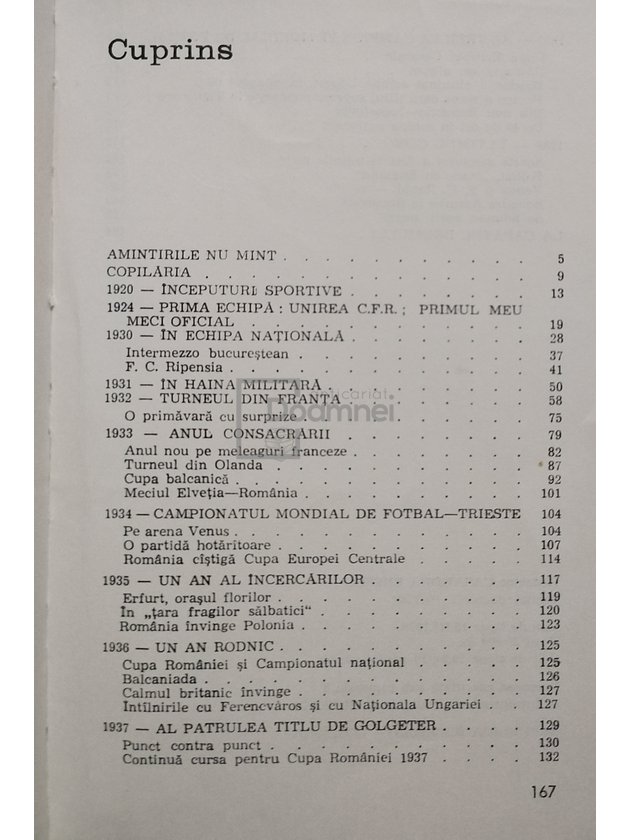 Cuprins
AMINTIRILE NU MINT . . . . . . . . . . . 5
COPILĂRIA . . . . . . . . . . . 9
1920 — ÎNCEPUTURI SPORTIVE . . . . . . . . 13
1924 — PRIMA ECHIPĂ : UNIREA C.F.R. ; PRIMUL MEU
MECI OFICIAL . . . . . . . . . . . 19
1930 — ÎN ECHIPA NAȚIONALĂ . . . . . . . . 28
Intermezzo bucureștean . . . . . . . . . 37
F. C. Ripensia . . . . . . . . . . . 41
1931 — ÎN HAINA MILITARĂ . . . . . . . . 50
1932 — TURNEUL DIN FRANȚA . . . . . . . 58
O primăvară cu surprize . . . . . . . . . 75
1933 — ANUL CONSACRĂRII . . . . . . . . 79
Anul nou pe meleaguri franceze . . . . . . . 82
Turneul din Olanda . . . . . . . . . . 87
Cupa balcanică . . . . . . . . . . . 92
Meciul Elveția—România . . . . . . . . . 101
1934 — CAMPIONATUL MONDIAL DE FOTBAL—TRIESTE 104
Pe arena Venus . . . . . . . . . . . 104
O partidă hotărîtoare . . . . . . . . . . 107
România cîștigă Cupa Europei Centrale . . . . . 114
1935 — UN AN AL ÎNCERCĂRILOR . . . . . . . 117
Erfurt, orașul florilor . . . . . . . . . . 119
În „țara fragilor sălbatici“ . . . . . . . . . 120
România învinge Polonia . . . . . . . . . 123
1936 — UN AN RODNIC . . . . . . . . . . 125
Cupa României și Campionatul național . . . . . 125
Balcaniada . . . . . . . . . . . . 126
Calmul britanic învinge . . . . . . . . . 127
Întîlnirile cu Ferencváros și cu Naționala Ungariei . . 127
1937 — AL PATRULEA TITLU DE GOLGETER . . . . 129
Punct contra punct . . . . . . . . . . 130
Continuă cursa pentru Cupa României 1937 . . . . 132
167